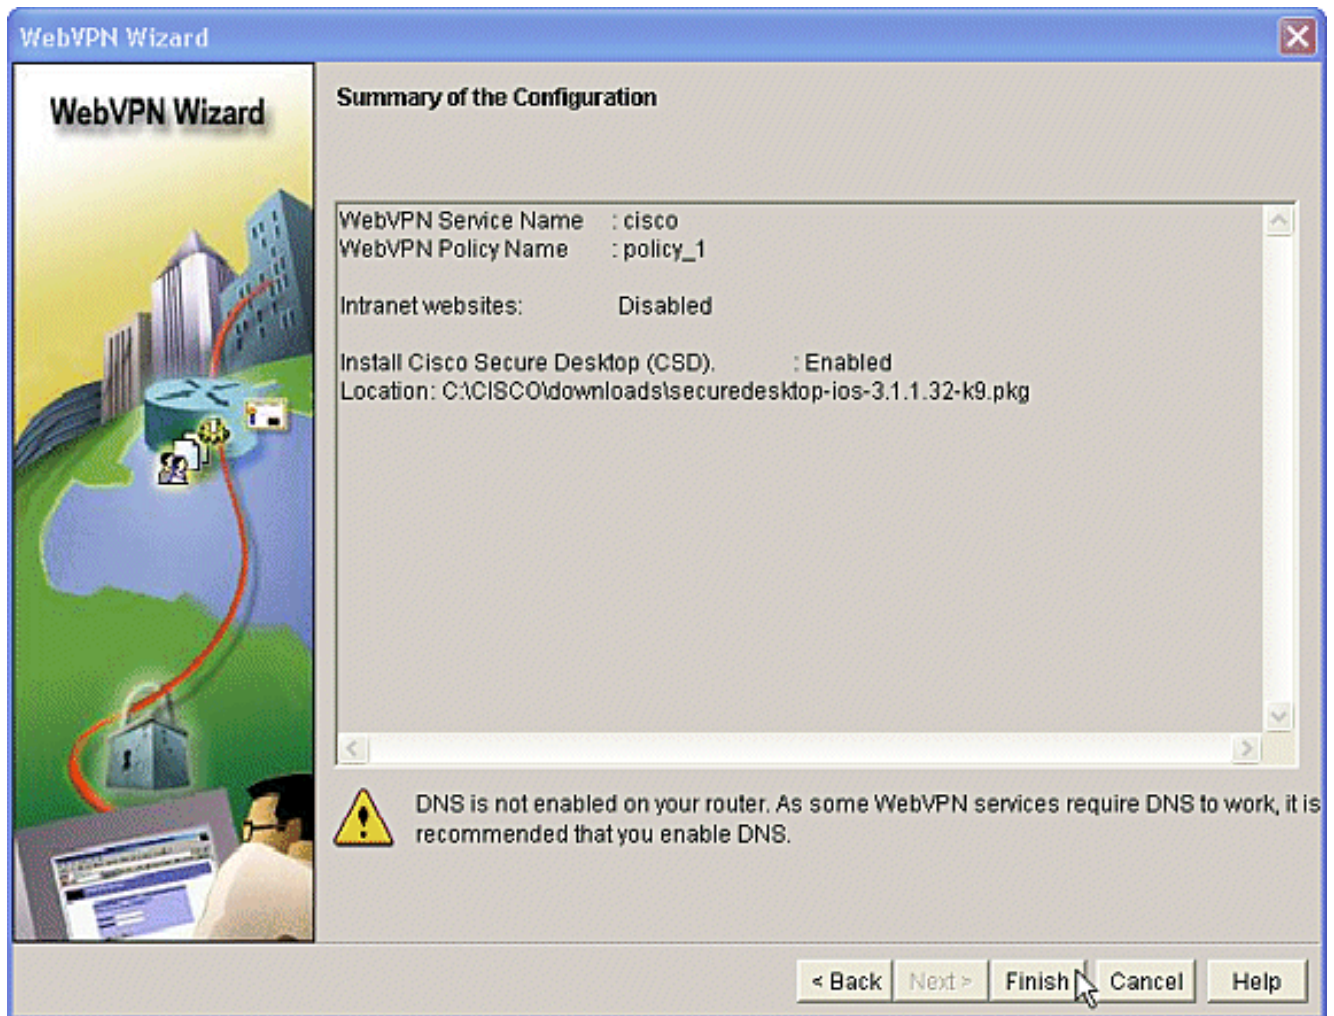 WebVPN Wizard
WebVPN Wizard
Summary of the Configuration
WebVPN Service Name : cisco
WebVPN Policy Name : policy_1
Intranet websites: Disabled
Install Cisco Secure Desktop (CSD). : Enabled
Location: C:\CISCO\downloads\securedesktop-ios-3.1.1.32-k9.pkg
DNS is not enabled on your router. As some WebVPN services require DNS to work, it is
recommended that you enable DNS.
< Back Next > Finish Cancel Help